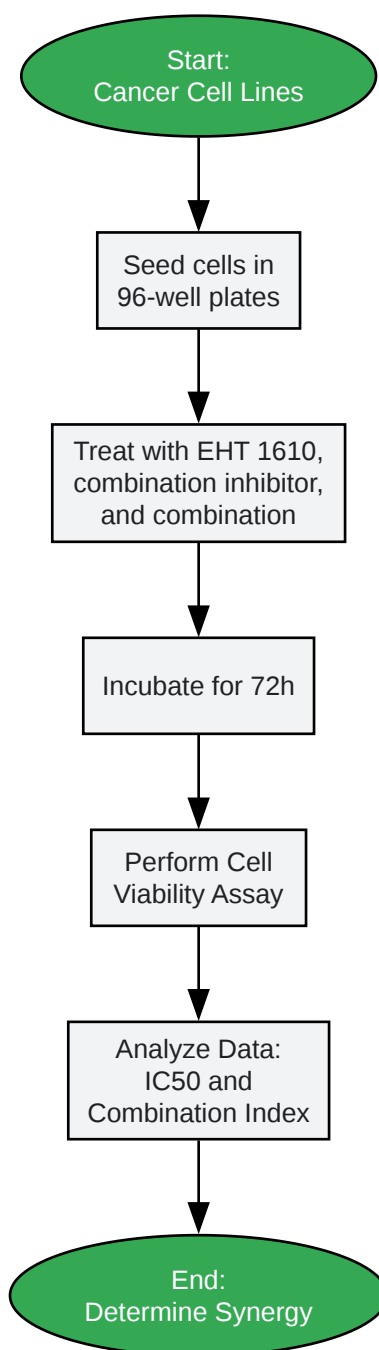 Start:
Cancer Cell Lines
Seed cells in
96-well plates
Treat with EHT 1610,
combination inhibitor,
and combination
Incubate for 72h
Perform Cell
Viability Assay
Analyze Data:
IC50 and
Combination Index
End:
Determine Synergy